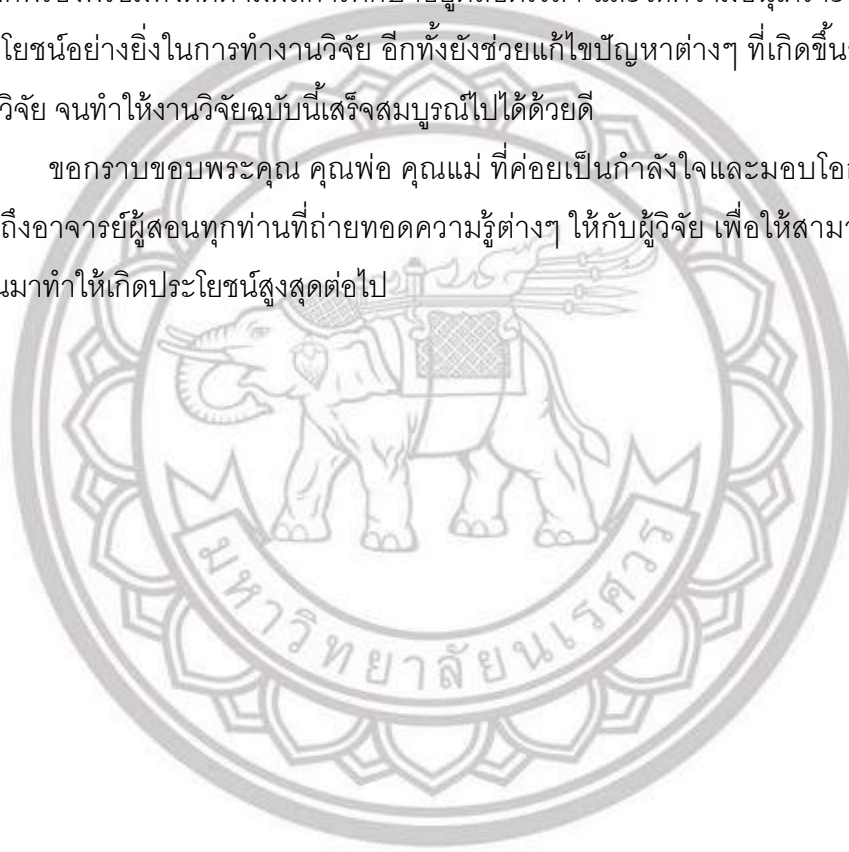 โยชน์อย่างยิ่งในการทำงานวิจัย อีกทั้งยังช่วยแก้ไขปัญหาต่างๆ ที่เกิดขึ้น
วิจัย จนทำให้งานวิจัยฉบับนี้เสร็จสมบูรณ์ไปได้ด้วยดี
ขอกราบขอบพระคุณ คุณพ่อ คุณแม่ ที่ค่อยเป็นกำลังใจและมอบโอ
ถึงอาจารย์ผู้สอนทุกท่านที่ถ่ายทอดความรู้ต่างๆ ให้กับผู้วิจัย เพื่อให้สามา
นมาทำให้เกิดประโยชน์สูงสุดต่อไป
มหาวิทยาลัยนเรศวร